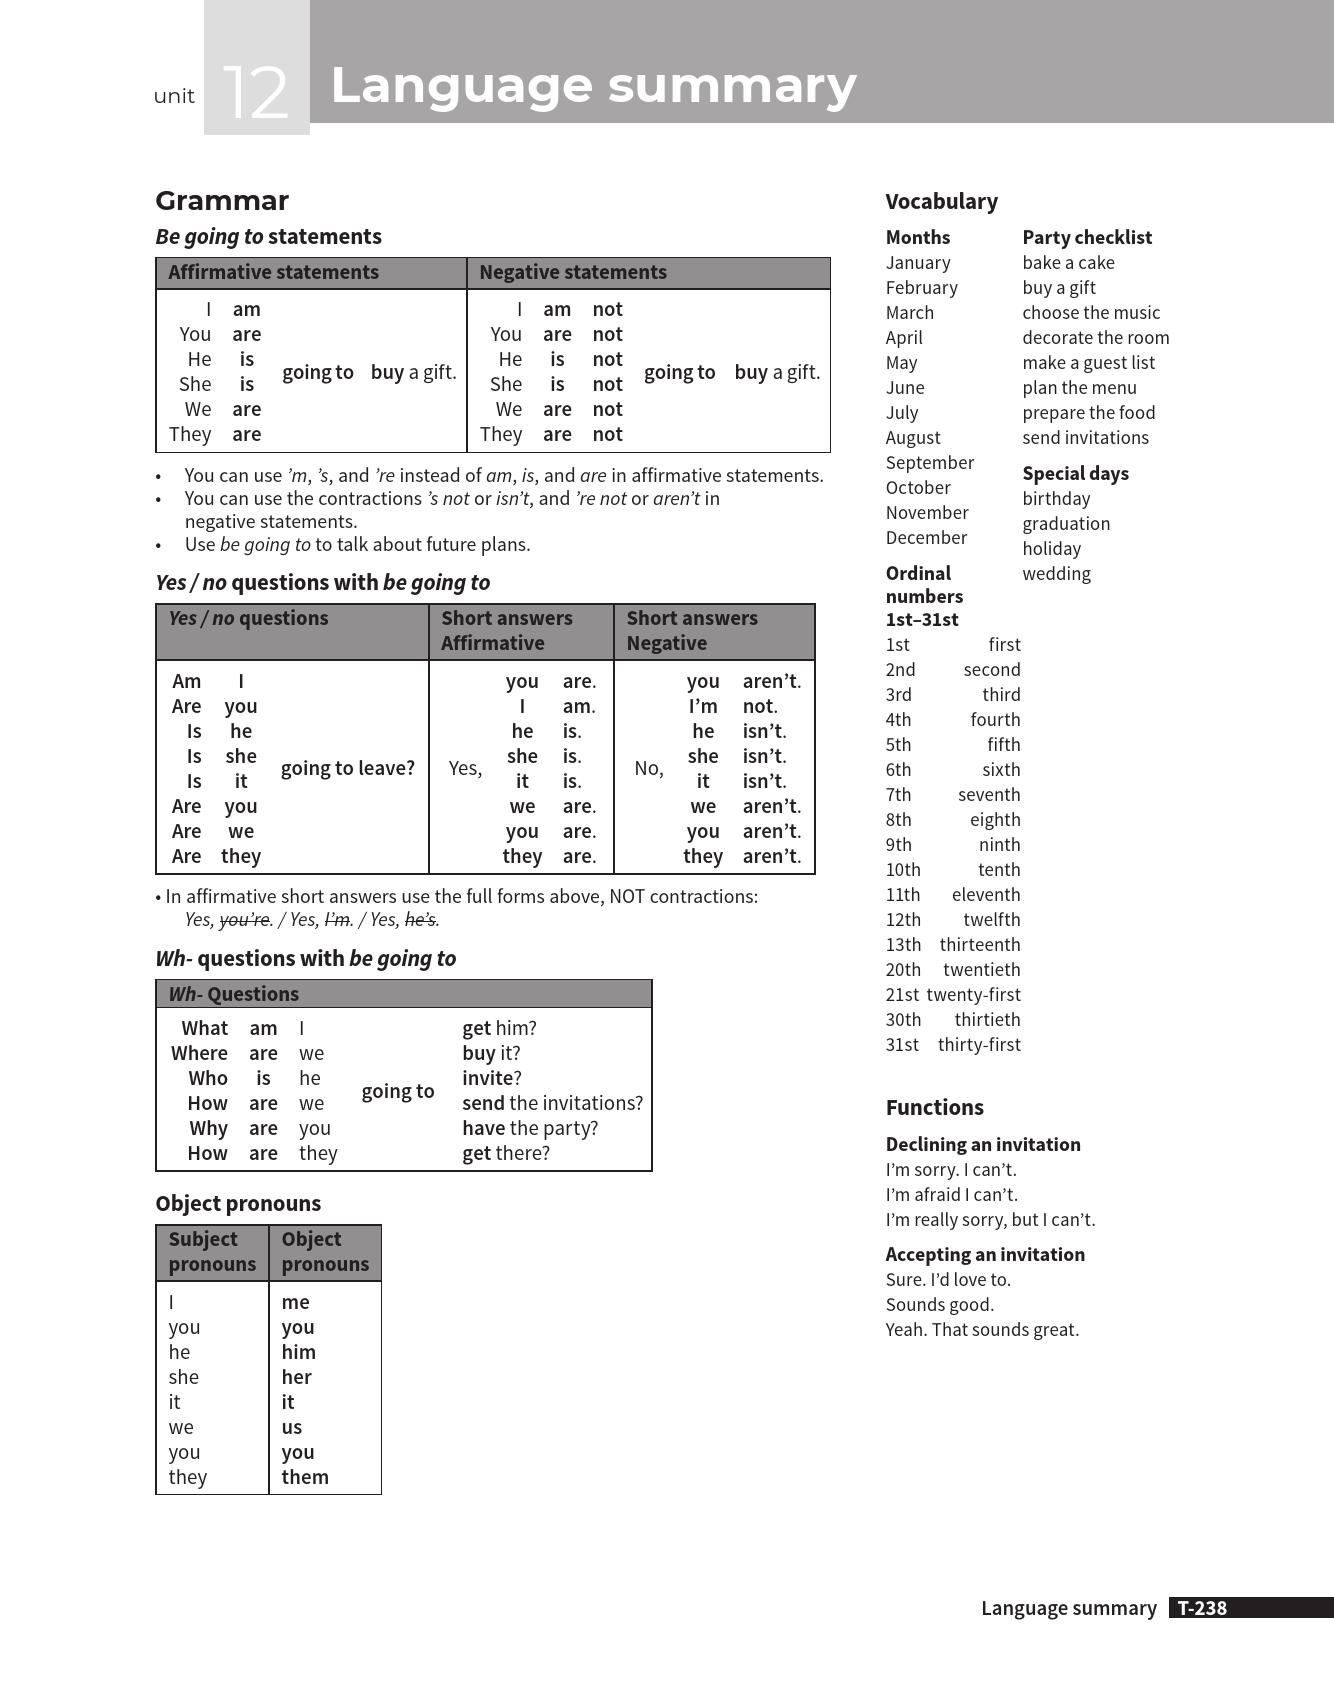 unit 12 Language summary
Grammar
Be going to statements
Affirmative statements Negative statements
I am I am not
You are You are not
He is He is not
going to buy a gift. going to buy a gift.
She is She is not
We are We are not
They are They are not
• You can use ’m, ’s, and ’re instead of am, is, and are in affirmative statements.
• You can use the contractions ’s not or isn’t, and ’re not or aren’t in
negative statements.
• Use be going to to talk about future plans.
Yes / no questions with be going to
Yes / no questions Short answers Short answers
Affirmative Negative
Am I you are. you aren’t.
Are you I am. I’m not.
Is he he is. he isn’t.
Is she she is. she isn’t.
going to leave? Yes, No,
Is it it is. it isn’t.
Are you we are. we aren’t.
Are we you are. you aren’t.
Are they they are. they aren’t.
• In affirmative short answers use the full forms above, NOT contractions:
Yes, you’re. / Yes, I’m. / Yes, he’s.
Wh- questions with be going to
Wh- Questions
What am I get him?
Where are we buy it?
Who is he invite?
going to
How are we send the invitations?
Why are you have the party?
How are they get there?
Object pronouns
Subject Object
pronouns pronouns
I me
you you
he him
she her
it it
we us
you you
they them
Vocabulary
Months
January
February
March
April
May
June
July
August
September
October
November
December
Ordinal
numbers
1st–31st
1st first
2nd second
3rd third
4th fourth
5th fifth
6th sixth
7th seventh
8th eighth
9th ninth
10th tenth
11th eleventh
12th twelfth
13th thirteenth
20th twentieth
21st twenty-first
30th thirtieth
31st thirty-first
Party checklist
bake a cake
buy a gift
choose the music
decorate the room
make a guest list
plan the menu
prepare the food
send invitations
Special days
birthday
graduation
holiday
wedding
Functions
Declining an invitation
I’m sorry. I can’t.
I’m afraid I can’t.
I’m really sorry, but I can’t.
Accepting an invitation
Sure. I’d love to.
Sounds good.
Yeah. That sounds great.
Language summary T-238